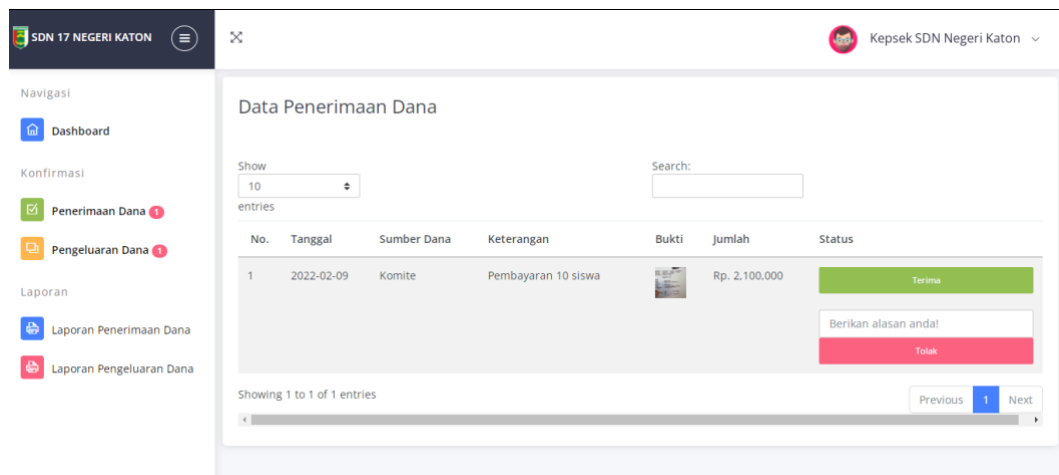 SDN 17 NEGERI KATON
Kepsek SDN Negeri Katon
Navigasi
Dashboard
Konfirmasi
Penerimaan Dana 1
Pengeluaran Dana 1
Laporan
Laporan Penerimaan Dana
Laporan Pengeluaran Dana
Data Penerimaan Dana
Show
10
entries
Search:
No. Tanggal Sumber Dana Keterangan Bukti Jumlah Status
1 2022-02-09 Komite Pembayaran 10 siswa Rp. 2,100,000 Terima
Berikan alasan anda!
Tolak
Showing 1 to 1 of 1 entries
Previous 1 Next